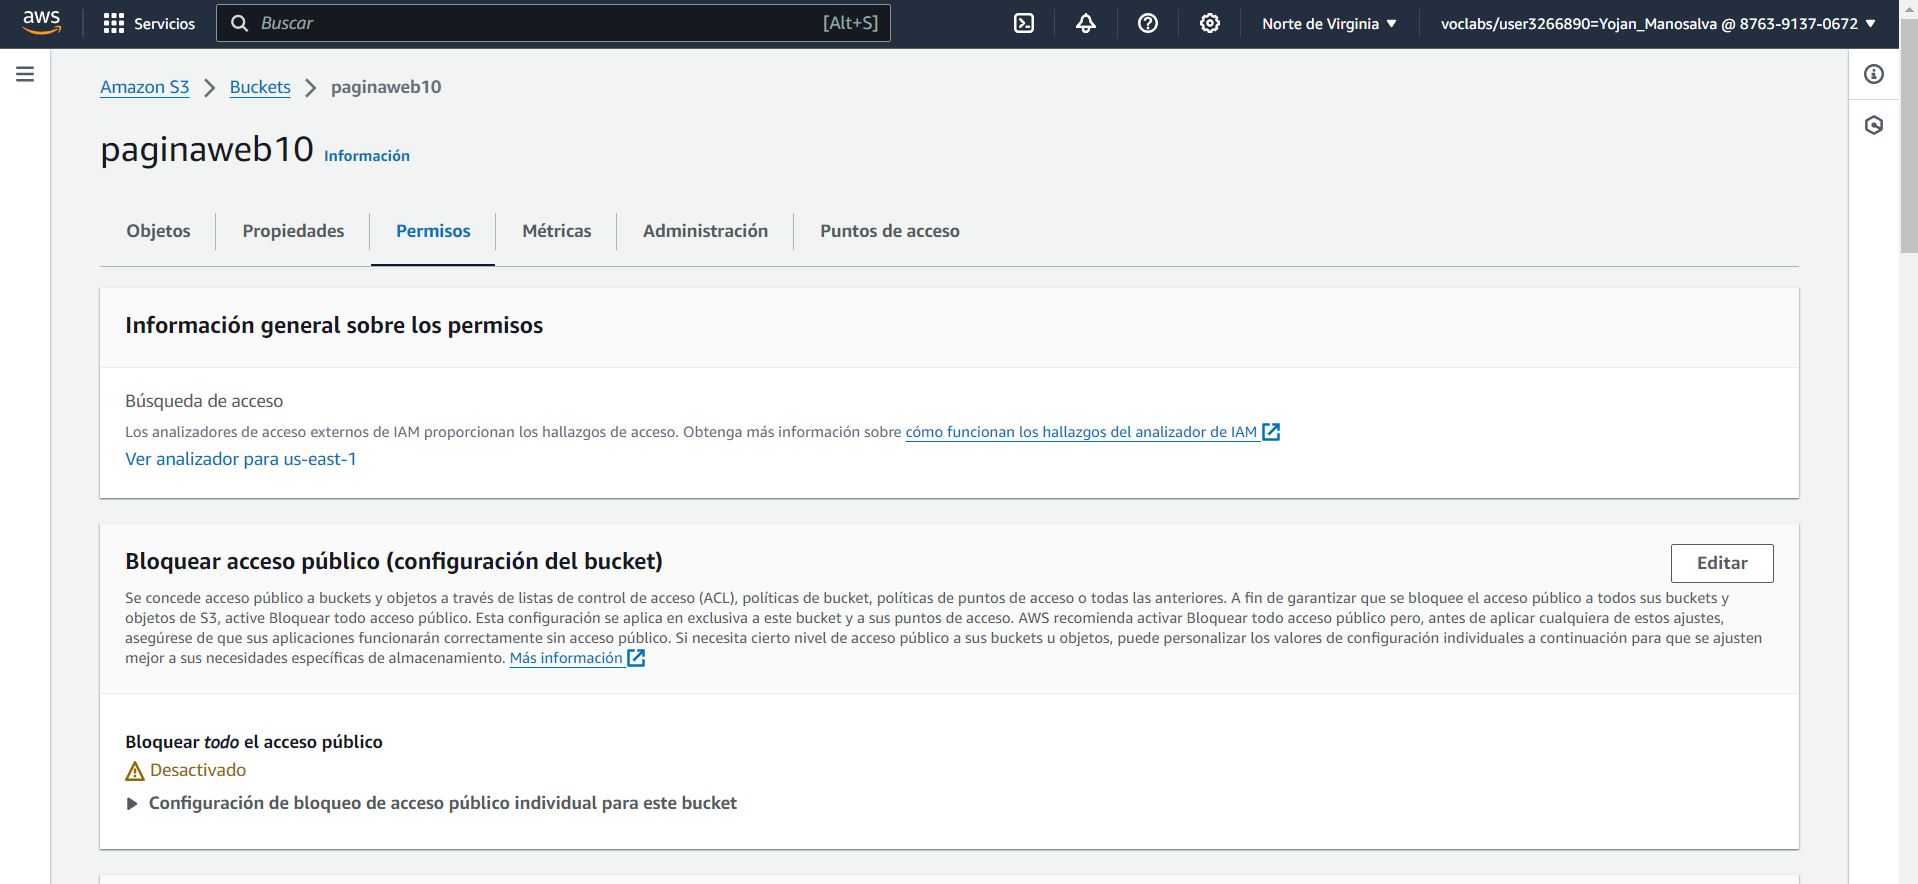 aws
Servicios
Buscar
[Alt+S]
Norte de Virginia
voclabs/user3266890=Yojan_Manosalva @ 8763-9137-0672
Amazon S3
Buckets
paginaweb10
paginaweb10
Información
Objetos
Propiedades
Permisos
Métricas
Administración
Puntos de acceso
Información general sobre los permisos
Búsqueda de acceso
Los analizadores de acceso externos de IAM proporcionan los hallazgos de acceso. Obtenga más información sobre cómo funcionan los hallazgos del analizador de IAM
Ver analizador para us-east-1
Bloquear acceso público (configuración del bucket)
Editar
Se concede acceso público a buckets y objetos a través de listas de control de acceso (ACL), políticas de bucket, políticas de puntos de acceso o todas las anteriores. A fin de garantizar que se bloquee el acceso público a todos sus buckets y
objetos de S3, active Bloquear todo acceso público. Esta configuración se aplica en exclusiva a este bucket y a sus puntos de acceso. AWS recomienda activar Bloquear todo acceso público pero, antes de aplicar cualquiera de estos ajustes,
asegúrese de que sus aplicaciones funcionarán correctamente sin acceso público. Si necesita cierto nivel de acceso público a sus buckets u objetos, puede personalizar los valores de configuración individuales a continuación para que se ajusten
mejor a sus necesidades específicas de almacenamiento. Más información
Bloquear todo el acceso público
Desactivado
Configuración de bloqueo de acceso público individual para este bucket